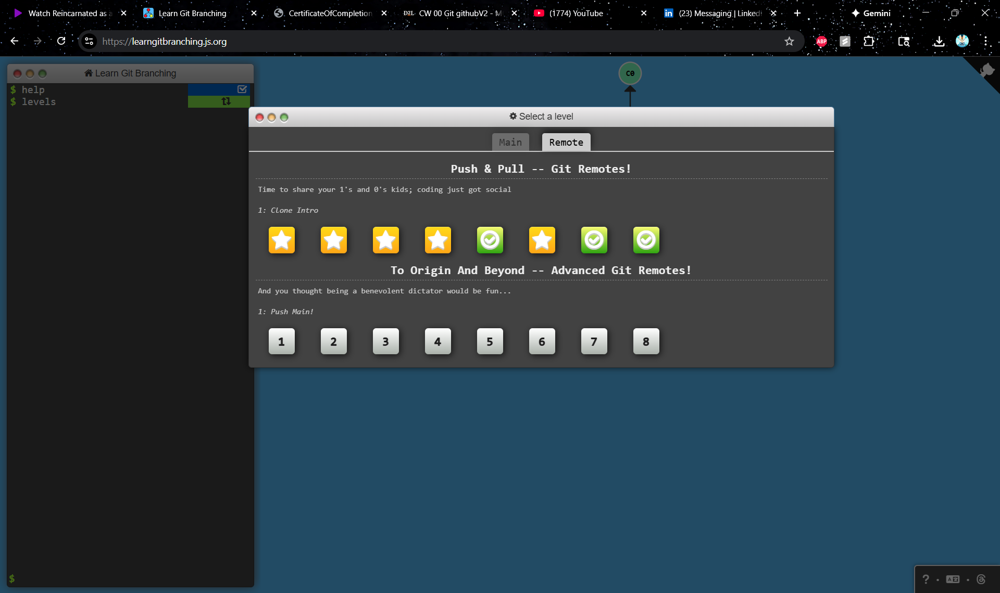 Watch Reincarnated as a
Learn Git Branching
CertificateOfCompletion
D2L CW 00 Git githubV2 - M
(1774) YouTube
in (23) Messaging | LinkedI
Gemini
https://learngitbranching.js.org
ABP
Learn Git Branching
$ help
$ levels
C0
Select a level
Main Remote
Push & Pull -- Git Remotes!
Time to share your 1's and 0's kids; coding just got social
1: Clone Intro
To Origin And Beyond -- Advanced Git Remotes!
And you thought being a benevolent dictator would be fun...
1: Push Main!
1 2 3 4 5 6 7 8
$
?